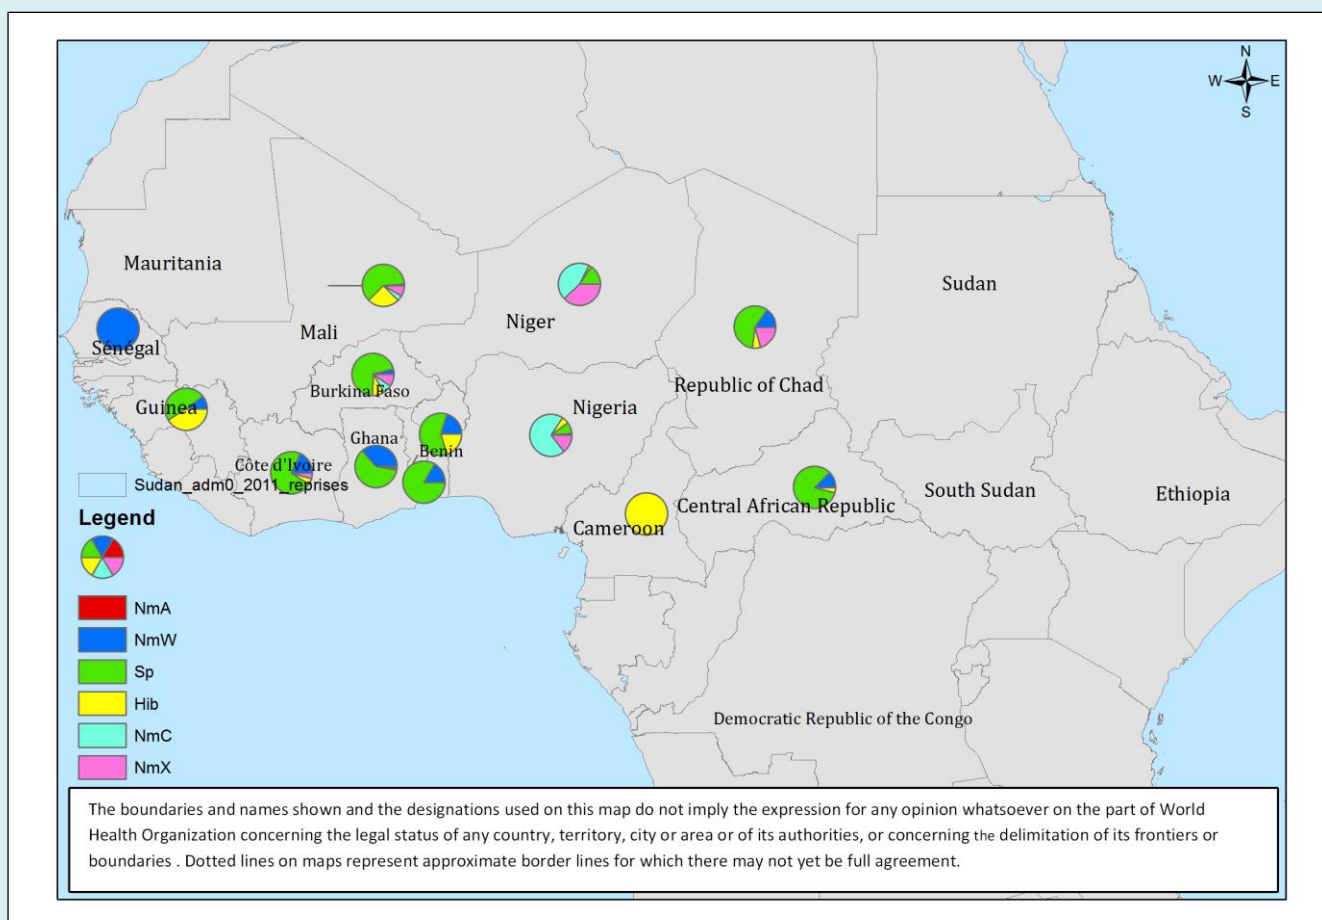 N
W E
S
Mauritania
Sudan
Mali
Niger
Sénégal
Republic of Chad
Burkina Faso
Guinea
Nigeria
Ghana
Benin
Côte d'Ivoire
Sudan_adm0_2011_reprises
South Sudan
Ethiopia
Central African Republic
Cameroon
Legend
NmA
NmW
Sp
Hib
NmC
NmX
Democratic Republic of the Congo
The boundaries and names shown and the designations used on this map do not imply the expression for any opinion whatsoever on the part of World
Health Organization concerning the legal status of any country, territory, city or area or of its authorities, or concerning the delimitation of its frontiers or
boundaries . Dotted lines on maps represent approximate border lines for which there may not yet be full agreement.